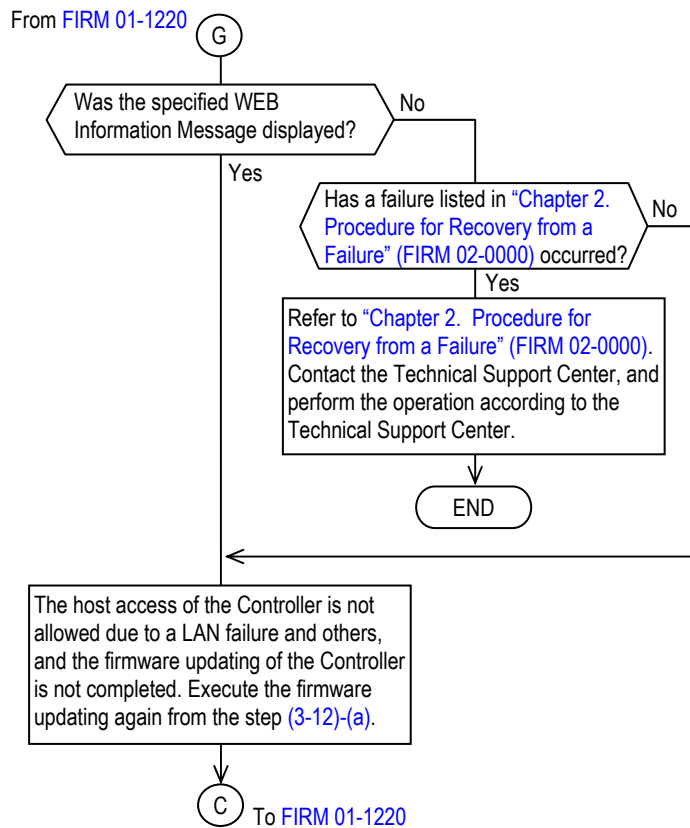 From FIRM 01-1220
G
Was the specified WEB
Information Message displayed?
No
Yes
Has a failure listed in “Chapter 2.
Procedure for Recovery from a
Failure” (FIRM 02-0000) occurred?
No
Yes
Refer to “Chapter 2. Procedure for
Recovery from a Failure” (FIRM 02-0000).
Contact the Technical Support Center, and
perform the operation according to the
Technical Support Center.
END
The host access of the Controller is not
allowed due to a LAN failure and others,
and the firmware updating of the Controller
is not completed. Execute the firmware
updating again from the step (3-12)-(a).
C
To FIRM 01-1220